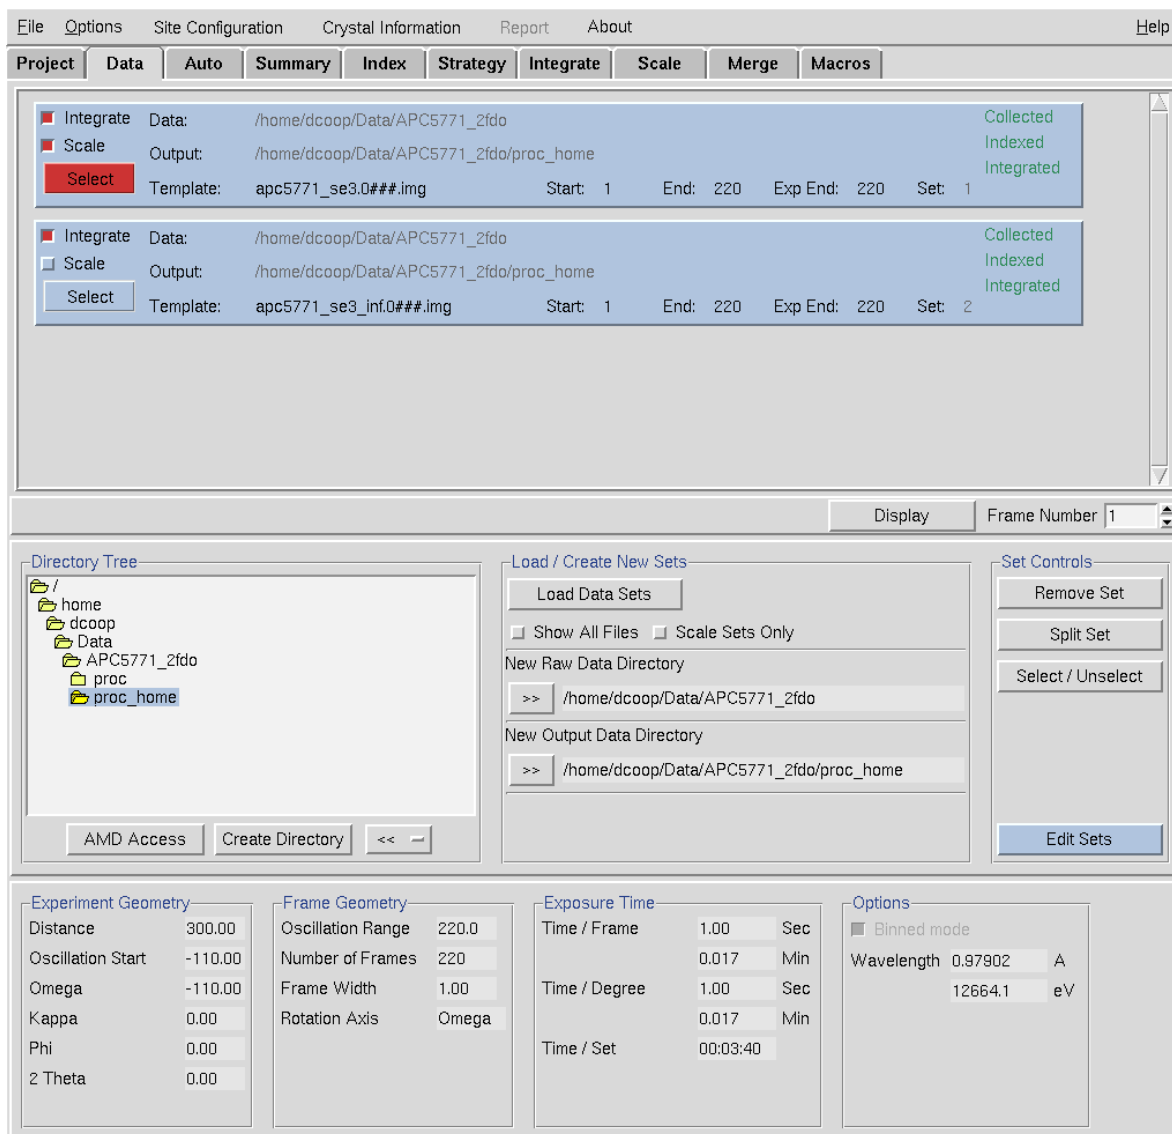 File Options Site Configuration Crystal Information Report About Help
Project Data Auto Summary Index Strategy Integrate Scale Merge Macros
Integrate Data: /home/dcoop/Data/APC5771_2fdo Collected
Scale Output: /home/dcoop/Data/APC5771_2fdo/proc_home Indexed
Integrated
Select Template: apc5771_se3.0###.img Start: 1 End: 220 Exp End: 220 Set: 1
Integrate Data: /home/dcoop/Data/APC5771_2fdo Collected
Scale Output: /home/dcoop/Data/APC5771_2fdo/proc_home Indexed
Integrated
Select Template: apc5771_se3_inf.0###.img Start: 1 End: 220 Exp End: 220 Set: 2
Display Frame Number 1
Directory Tree
/
home
dcoop
Data
APC5771_2fdo
proc
proc_home
AMD Access Create Directory <<
Load / Create New Sets
Load Data Sets
Show All Files Scale Sets Only
New Raw Data Directory
>> /home/dcoop/Data/APC5771_2fdo
New Output Data Directory
>> /home/dcoop/Data/APC5771_2fdo/proc_home
Set Controls
Remove Set
Split Set
Select / Unselect
Edit Sets
Experiment Geometry
Distance 300.00
Oscillation Start -110.00
Omega -110.00
Kappa 0.00
Phi 0.00
2 Theta 0.00
Frame Geometry
Oscillation Range 220.0
Number of Frames 220
Frame Width 1.00
Rotation Axis Omega
Exposure Time
Time / Frame 1.00 Sec
0.017 Min
Time / Degree 1.00 Sec
0.017 Min
Time / Set 00:03:40
Options
Binned mode
Wavelength 0.97902 A
12664.1 eV